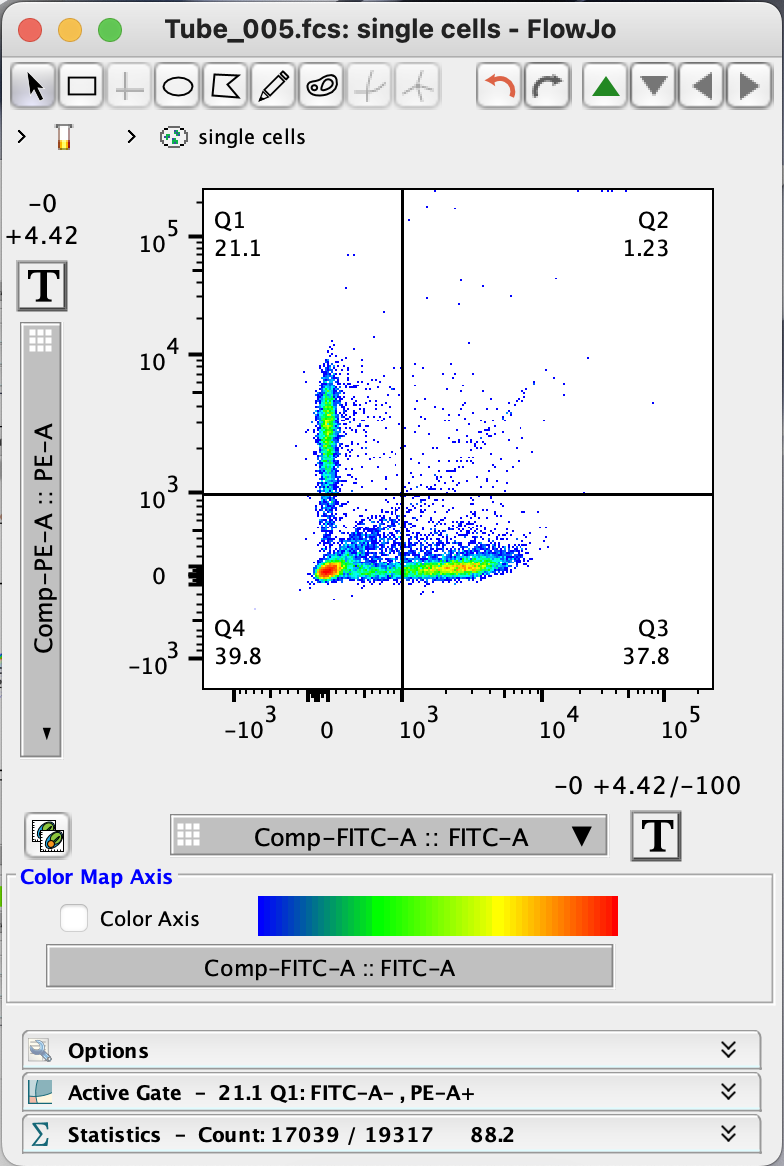 Tube_005.fcs: single cells - FlowJo
single cells
-0
+4.42
T
Comp-PE-A :: PE-A
10^5
10^4
10^3
0
-10^3
Q1
21.1
Q2
1.23
Q4
39.8
Q3
37.8
-10^3 0 10^3 10^4 10^5
-0 +4.42/-100
Comp-FITC-A :: FITC-A
T
Color Map Axis
Color Axis
Comp-FITC-A :: FITC-A
Options
Active Gate - 21.1 Q1: FITC-A- , PE-A+
Σ Statistics - Count: 17039 / 19317 88.2